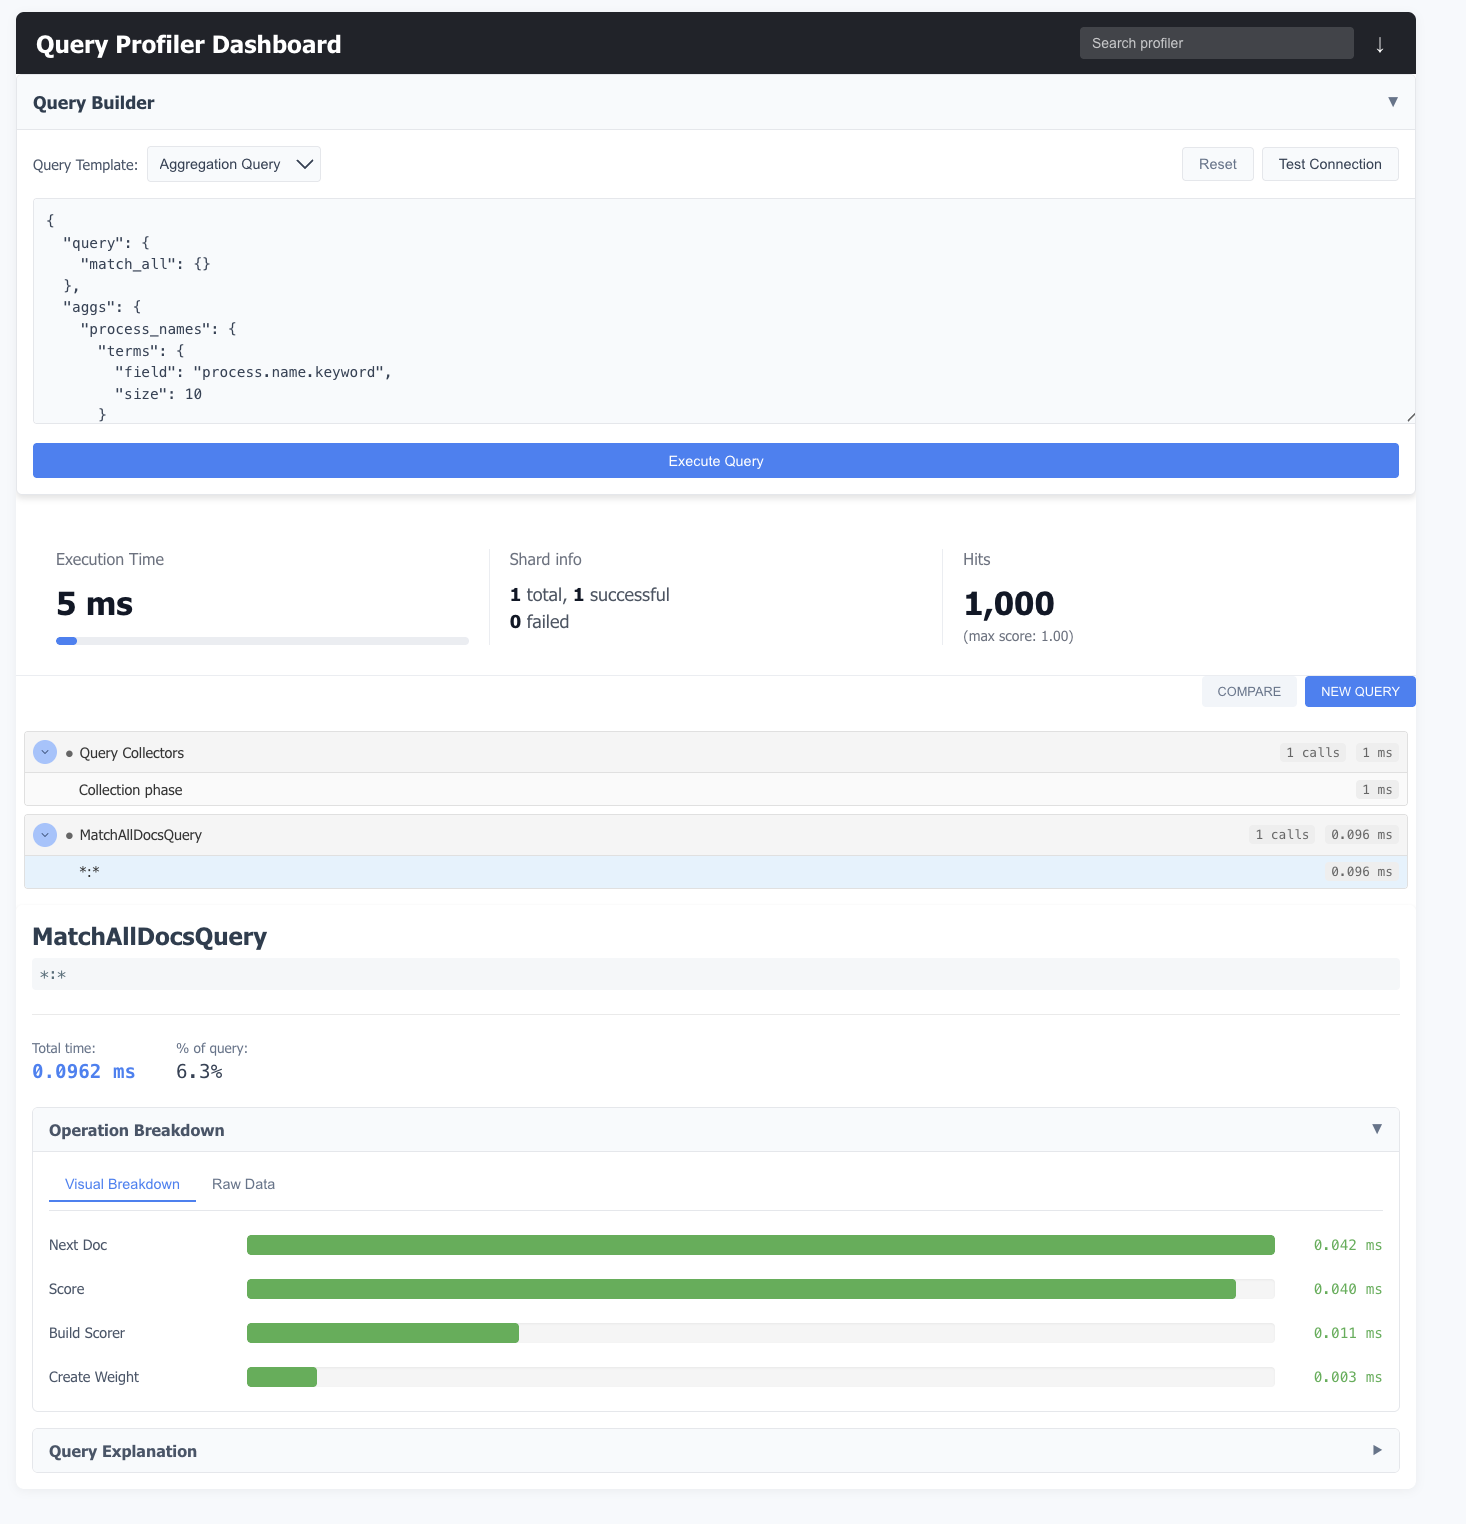 Query Profiler Dashboard
Search profiler ↓
Query Builder ▼
Query Template: Aggregation Query Reset Test Connection
{
  "query": {
    "match_all": {}
  },
  "aggs": {
    "process_names": {
      "terms": {
        "field": "process.name.keyword",
        "size": 10
      }
Execute Query
Execution Time
5 ms
Shard info
1 total, 1 successful
0 failed
Hits
1,000
(max score: 1.00)
COMPARE NEW QUERY
● Query Collectors 1 calls 1 ms
Collection phase 1 ms
● MatchAllDocsQuery 1 calls 0.096 ms
*:* 0.096 ms
MatchAllDocsQuery
*:*
Total time: % of query:
0.0962 ms 6.3%
Operation Breakdown ▼
Visual Breakdown Raw Data
Next Doc 0.042 ms
Score 0.040 ms
Build Scorer 0.011 ms
Create Weight 0.003 ms
Query Explanation ▶